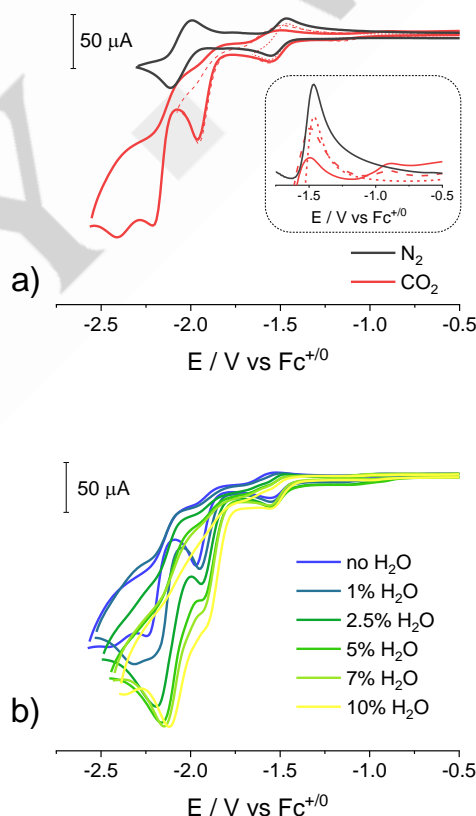 50 μA
-1.5 -1.0 -0.5
E / V vs Fc⁺/⁰
N₂
CO₂
a)
-2.5 -2.0 -1.5 -1.0 -0.5
E / V vs Fc⁺/⁰
50 μA
no H₂O
1% H₂O
2.5% H₂O
5% H₂O
7% H₂O
10% H₂O
b)
-2.5 -2.0 -1.5 -1.0 -0.5
E / V vs Fc⁺/⁰